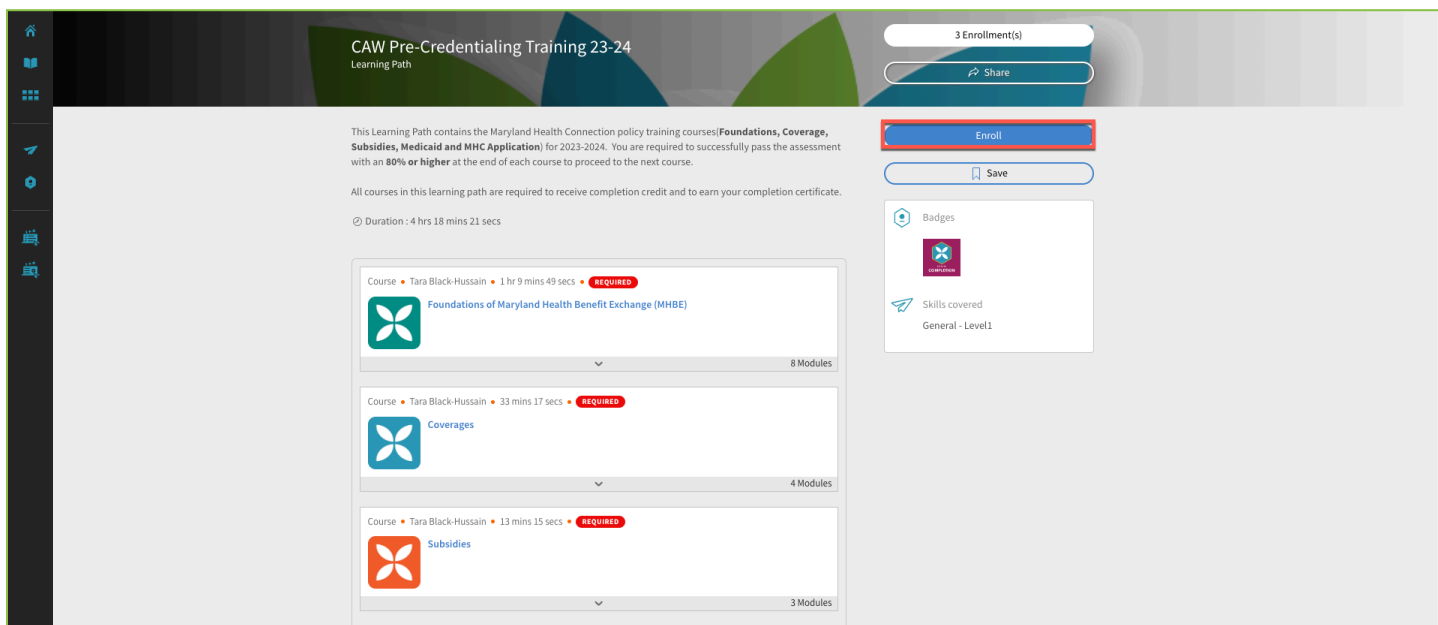 CAW Pre-Credentialing Training 23-24
Learning Path
3 Enrollment(s)
Share
This Learning Path contains the Maryland Health Connection policy training courses(Foundations, Coverage,
Subsidies, Medicaid and MHC Application) for 2023-2024. You are required to successfully pass the assessment
with an 80% or higher at the end of each course to proceed to the next course.
All courses in this learning path are required to receive completion credit and to earn your completion certificate.
Duration : 4 hrs 18 mins 21 secs
Enroll
Save
Badges
COMPLETION
Skills covered
General - Level1
Course • Tara Black-Hussain • 1 hr 9 mins 49 secs • REQUIRED
Foundations of Maryland Health Benefit Exchange (MHBE)
8 Modules
Course • Tara Black-Hussain • 33 mins 17 secs • REQUIRED
Coverages
4 Modules
Course • Tara Black-Hussain • 13 mins 15 secs • REQUIRED
Subsidies
3 Modules